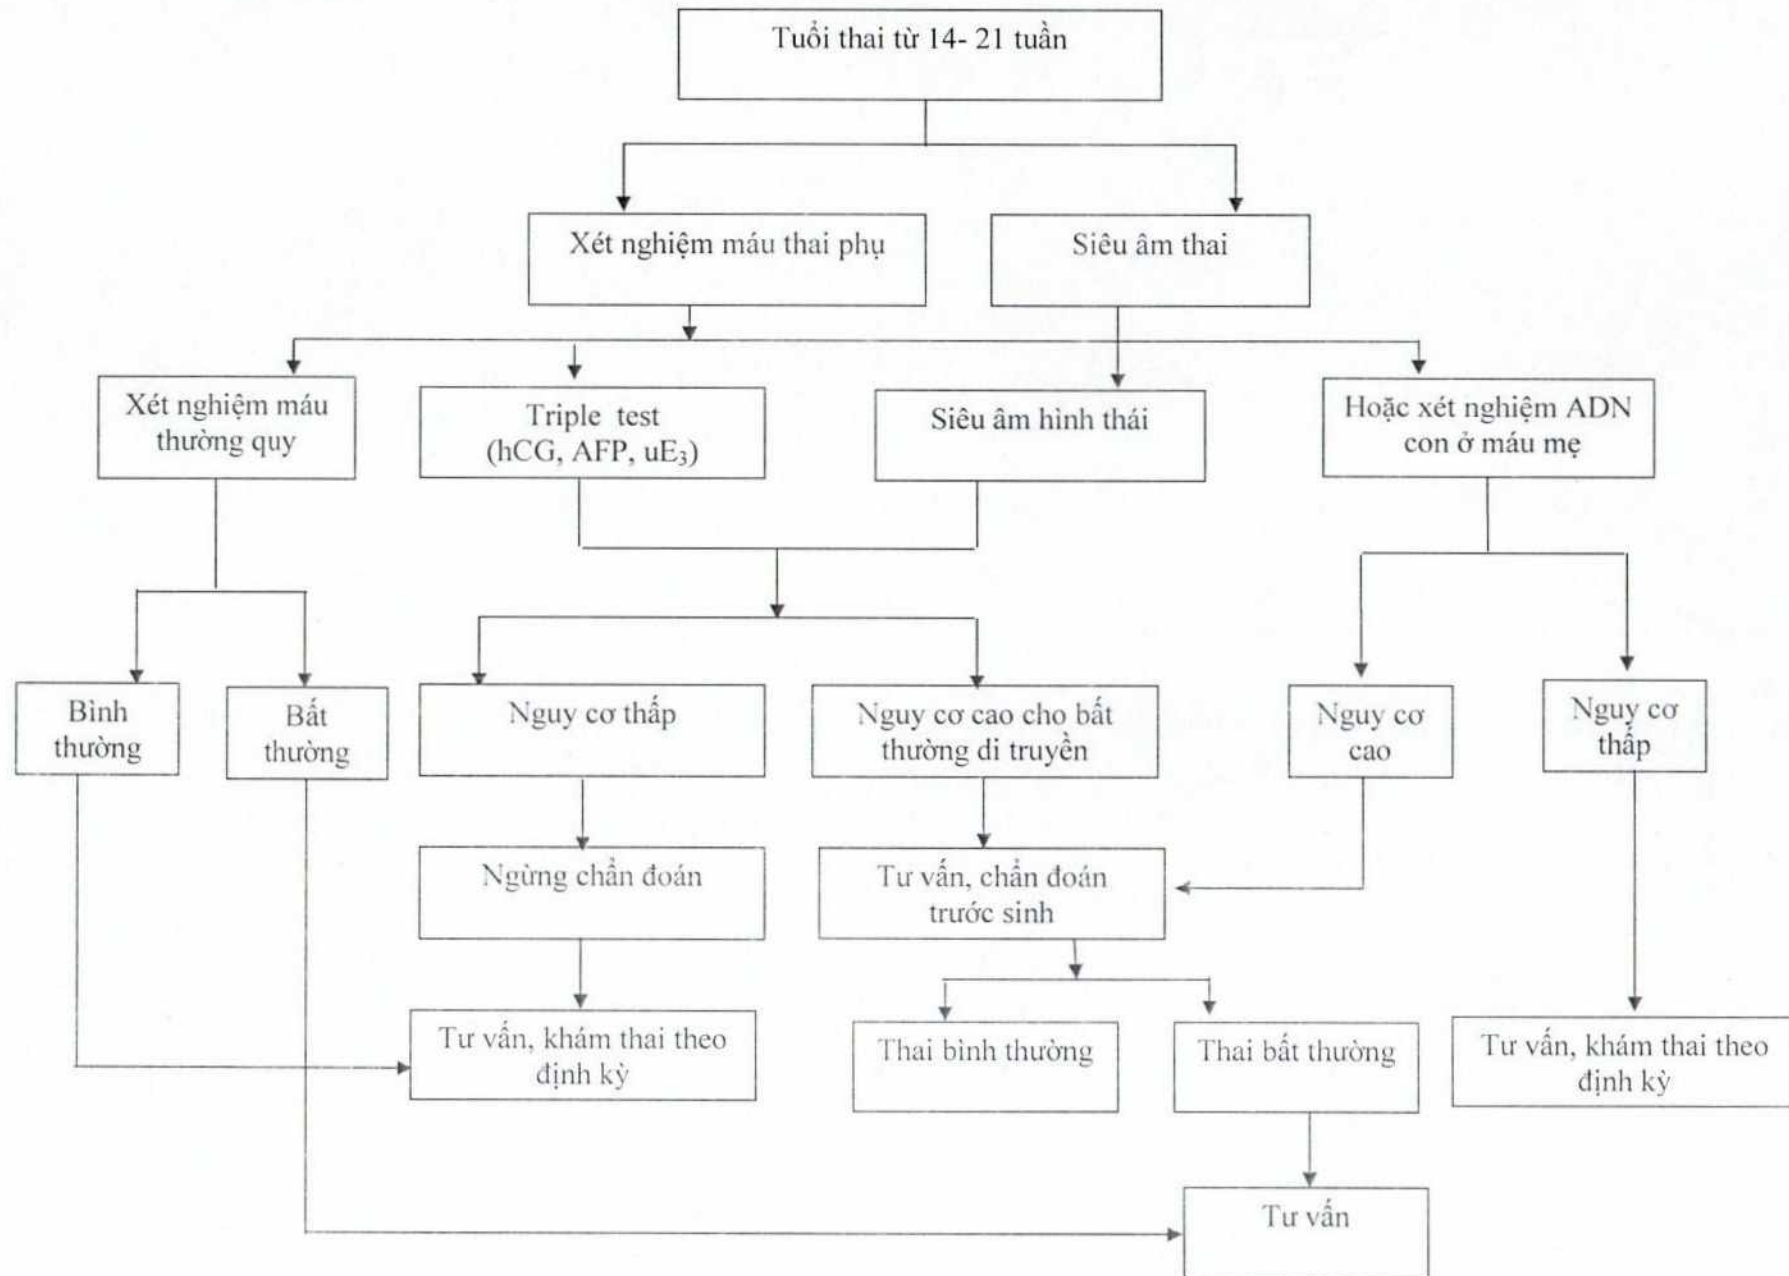 Tuổi thai từ 14- 21 tuần
Xét nghiệm máu thai phụ
Siêu âm thai
Xét nghiệm máu
thường quy
Triple test
(hCG, AFP, uE₃)
Siêu âm hình thái
Hoặc xét nghiệm ADN
con ở máu mẹ
Bình
thường
Bất
thường
Nguy cơ thấp
Nguy cơ cao cho bất
thường di truyền
Nguy cơ
cao
Nguy cơ
thấp
Ngừng chẩn đoán
Tư vấn, chẩn đoán
trước sinh
Tư vấn, khám thai theo
định kỳ
Thai bình thường
Thai bất thường
Tư vấn, khám thai theo
định kỳ
Tư vấn